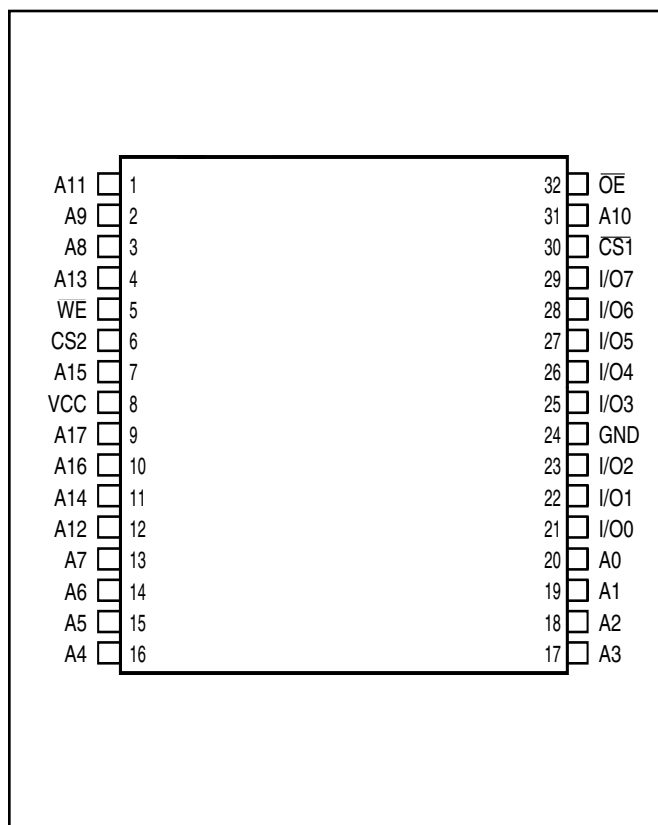 A11 1 32 O̅E̅
A9 2 31 A10
A8 3 30 C̅S̅1̅
A13 4 29 I/O7
W̅E̅ 5 28 I/O6
CS2 6 27 I/O5
A15 7 26 I/O4
VCC 8 25 I/O3
A17 9 24 GND
A16 10 23 I/O2
A14 11 22 I/O1
A12 12 21 I/O0
A7 13 20 A0
A6 14 19 A1
A5 15 18 A2
A4 16 17 A3